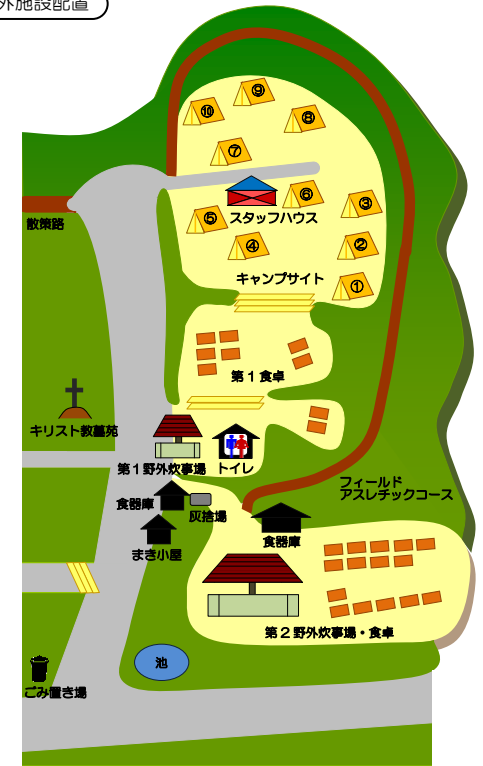 外施設配置
⑨
⑩
⑧
⑦
⑥
③
⑤
スタッフハウス
④
②
散策路
キャンプサイト
①
第1食卓
キリスト教墓苑
第1野外炊事場
トイレ
フィールド
アスレチックコース
食器庫
灰捨場
食器庫
まき小屋
第2野外炊事場・食卓
池
ごみ置き場